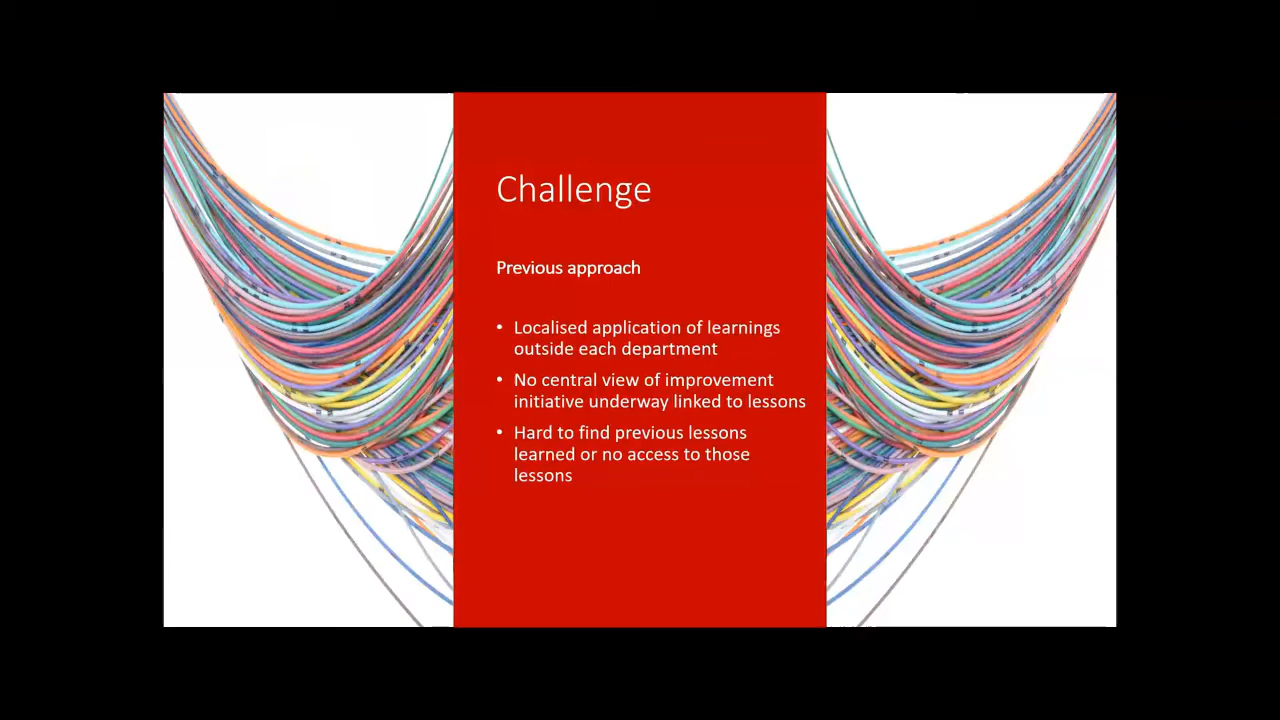 Challenge
Previous approach
• Localised application of learnings
outside each department
• No central view of improvement
initiative underway linked to lessons
• Hard to find previous lessons
learned or no access to those
lessons